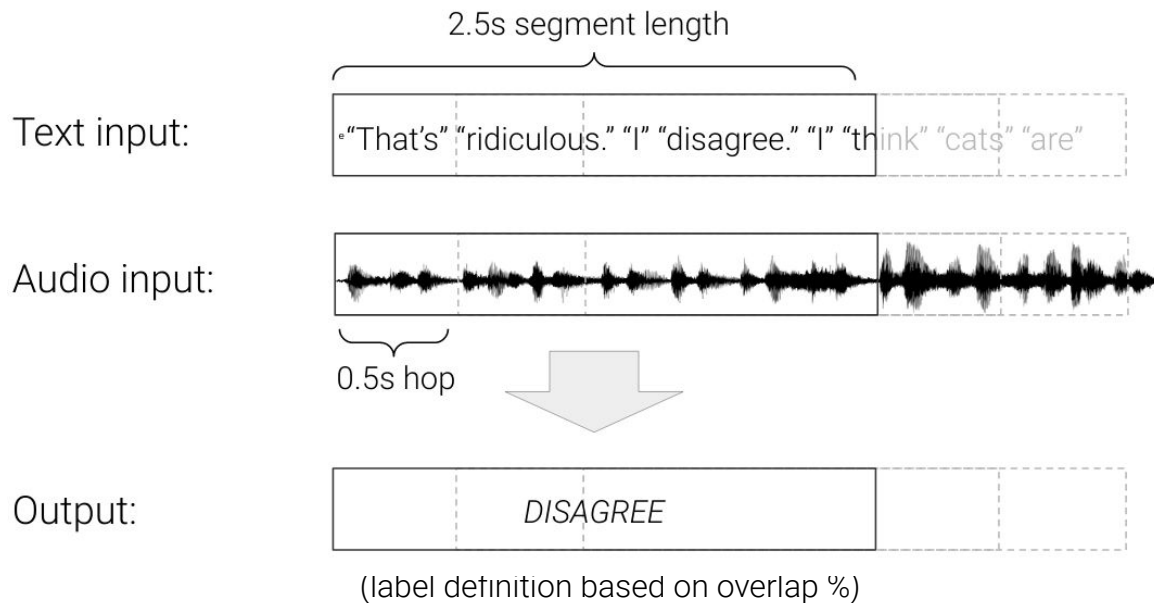 2.5s segment length
Text input:
e “That’s” “ridiculous.” “I” “disagree.” “I” “think” “cats” “are”
Audio input:
0.5s hop
Output:
DISAGREE
(label definition based on overlap %)